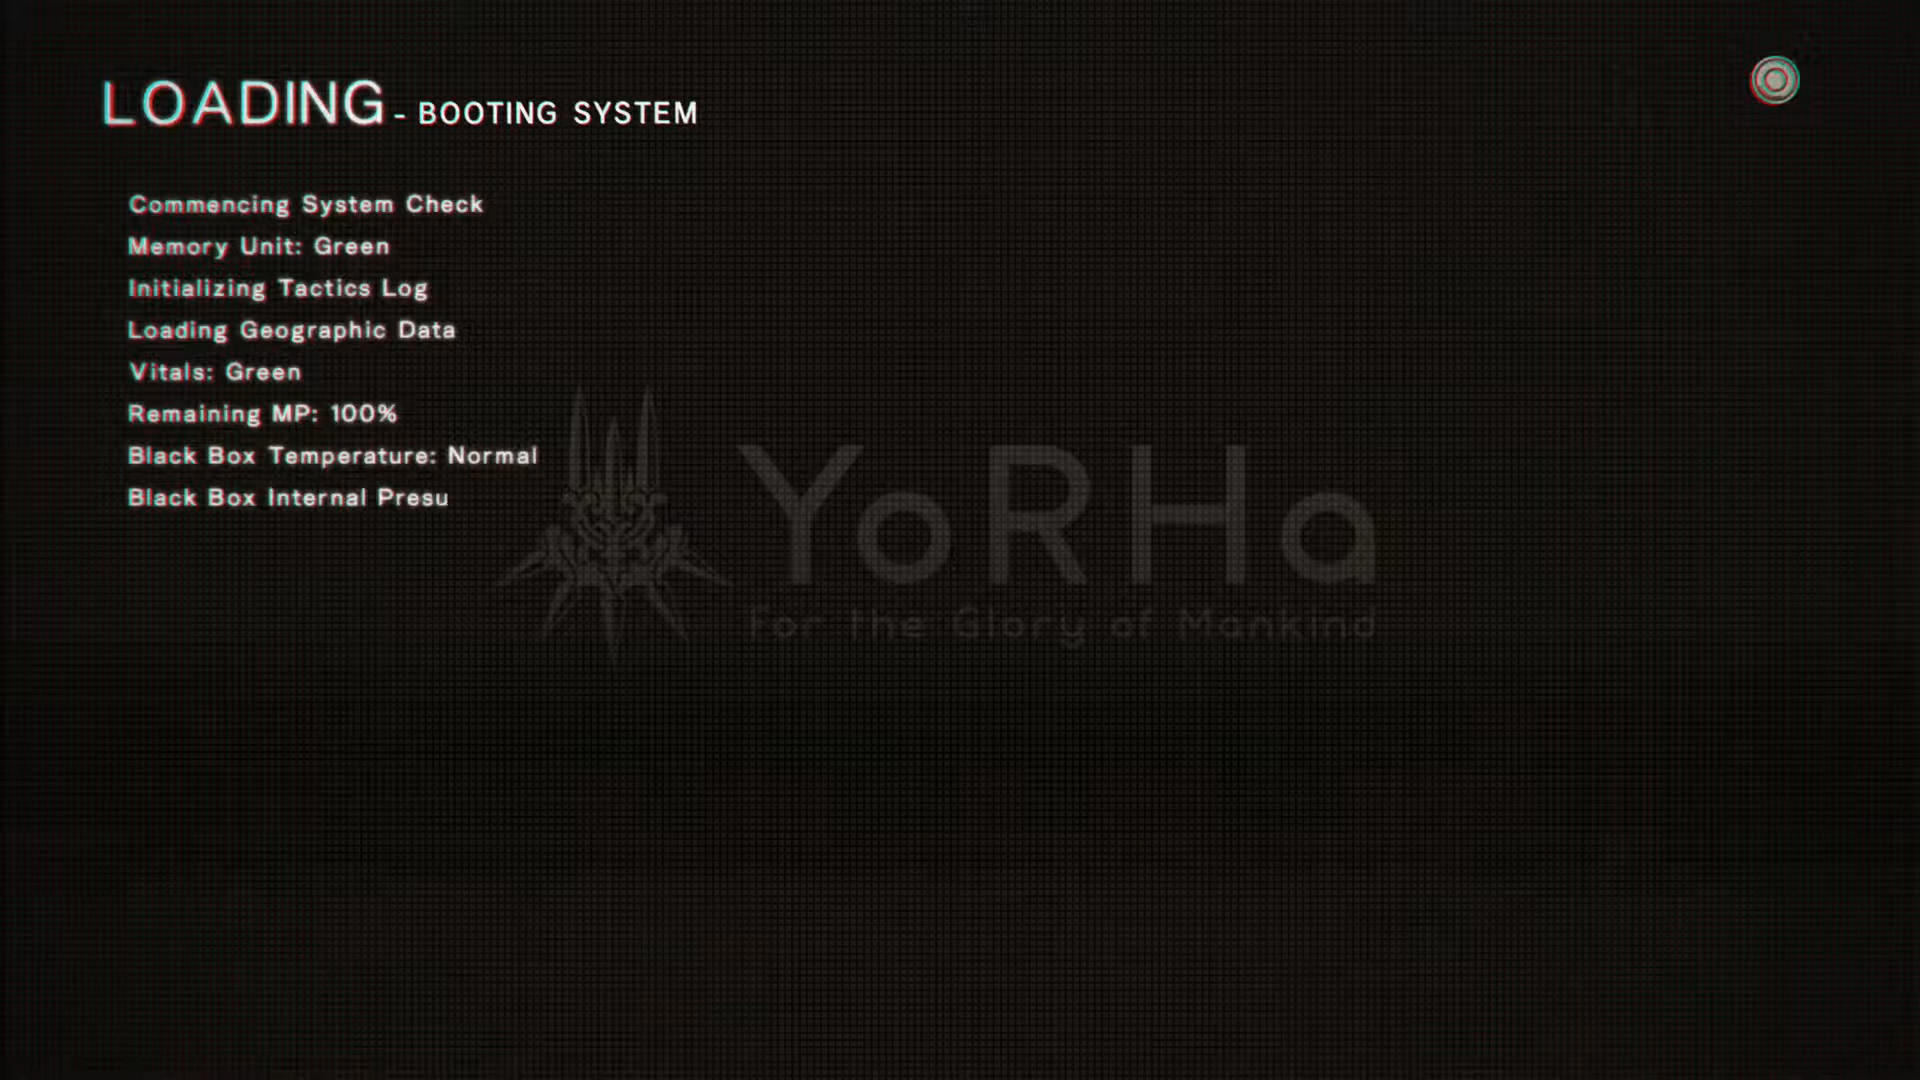 LOADING - BOOTING SYSTEM
Commencing System Check
Memory Unit: Green
Initializing Tactics Log
Loading Geographic Data
Vitals: Green
Remaining MP: 100%
Black Box Temperature: Normal
Black Box Internal Presu
YoRHa
For the Glory of Mankind